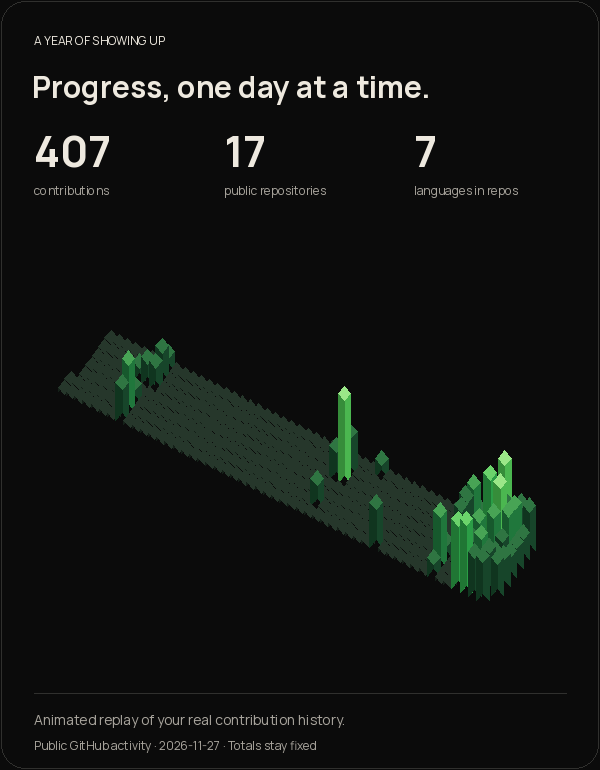 A YEAR OF SHOWING UP
Progress, one day at a time.
407 17 7
contributions public repositories languages in repos
Animated replay of your real contribution history.
Public GitHub activity · 2026-11-27 · Totals stay fixed